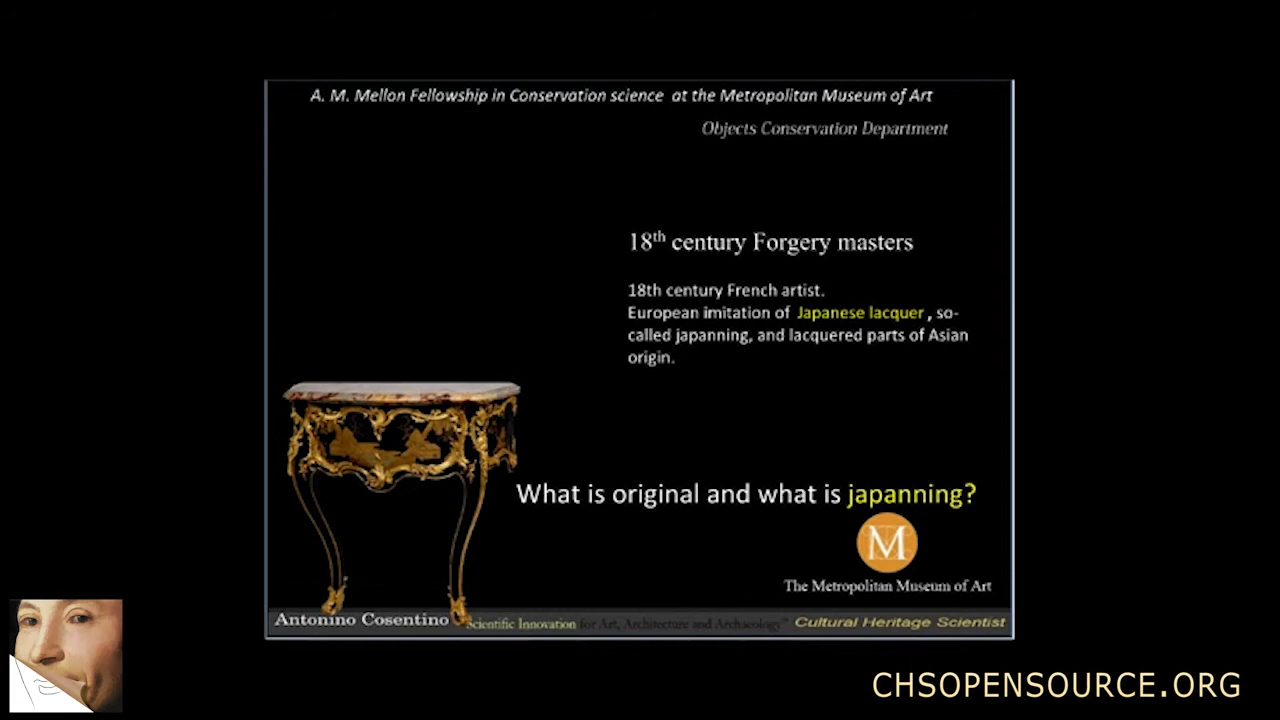 A. M. Mellon Fellowship in Conservation science at the Metropolitan Museum of Art
Objects Conservation Department
18th century Forgery masters
18th century French artist.
European imitation of Japanese lacquer , so-
called japanning, and lacquered parts of Asian
origin.
What is original and what is japanning?
M
The Metropolitan Museum of Art
Antonino Cosentino Scientific Innovation for Art, Architecture and Archaeology" Cultural Heritage Scientist
CHSOPENSOURCE.ORG